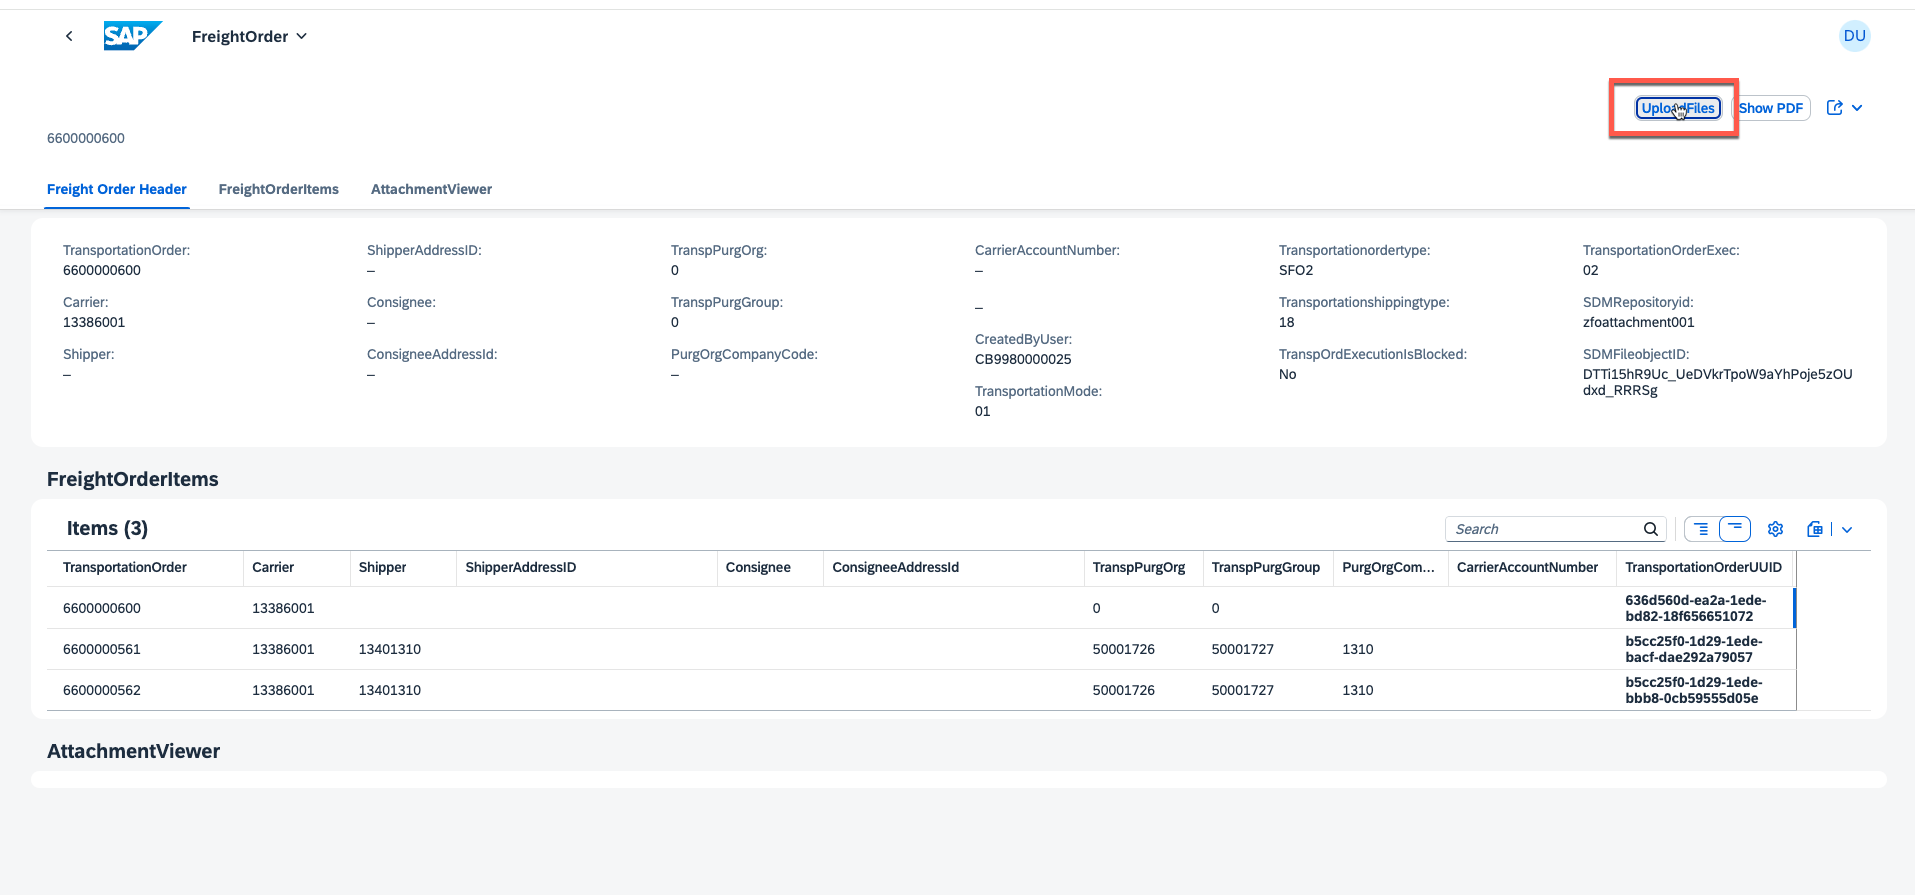 SAP
FreightOrder
DU
UploadFiles
Show PDF
6600000600
Freight Order Header
FreightOrderItems
AttachmentViewer
TransportationOrder:
6600000600
Carrier:
13386001
Shipper:
–
ShipperAddressID:
–
Consignee:
–
ConsigneeAddressId:
–
TranspPurgOrg:
0
TranspPurgGroup:
0
PurgOrgCompanyCode:
–
CarrierAccountNumber:
–
–
CreatedByUser:
CB9980000025
TransportationMode:
01
Transportationordertype:
SFO2
Transportationshippingtype:
18
TranspOrdExecutionIsBlocked:
No
TransportationOrderExec:
02
SDMRepositoryid:
zfoattachment001
SDMFileobjectID:
DTTi15hR9Uc_UeDVkrTpoW9aYhPoje5zOU
dxd_RRRSg
FreightOrderItems
Items (3)
Search
TransportationOrder Carrier Shipper ShipperAddressID Consignee ConsigneeAddressId TranspPurgOrg TranspPurgGroup PurgOrgCom... CarrierAccountNumber TransportationOrderUUID
6600000600 13386001 0 0 636d560d-ea2a-1ede-
bd82-18f656651072
6600000561 13386001 13401310 50001726 50001727 1310 b5cc25f0-1d29-1ede-
bacf-dae292a79057
6600000562 13386001 13401310 50001726 50001727 1310 b5cc25f0-1d29-1ede-
bbb8-0cb59555d05e
AttachmentViewer